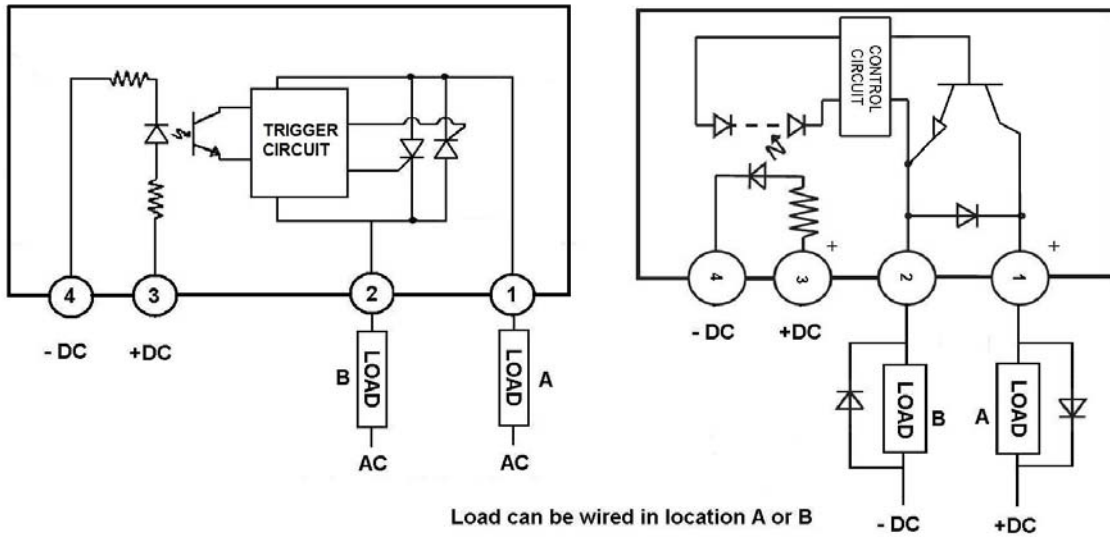 TRIGGER
CIRCUIT
4
3
2
1
- DC
+DC
B
LOAD
LOAD
A
AC
AC
CONTROL
CIRCUIT
+
+
4
3
2
1
- DC
+DC
LOAD
B
A
LOAD
- DC
+DC
Load can be wired in location A or B